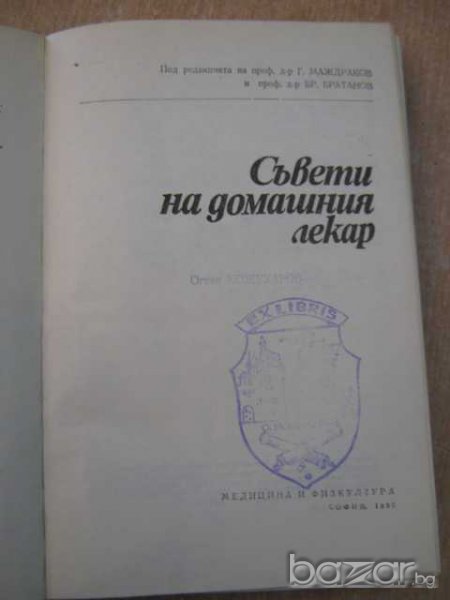 Под редакцията на проф. д-р Г. МАЖДРАКОВ
и проф. д-р БР. БРАТАНОВ
Съвети
на домашния
лекар
EX LIBRIS
МЕДИЦИНА И ФИЗКУЛТУРА
СОФИЯ,
bazar.bg